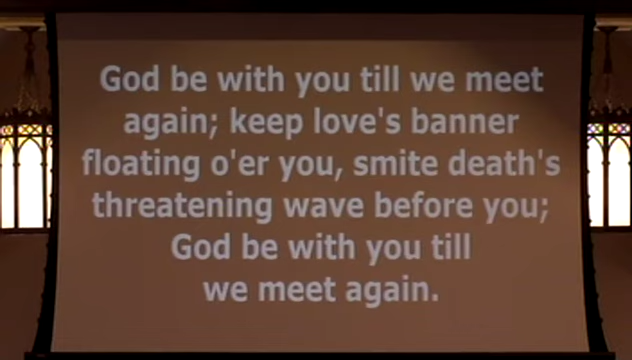 God be with you till we meet
again; keep love's banner
floating o'er you, smite death's
threatening wave before you;
God be with you till
we meet again.